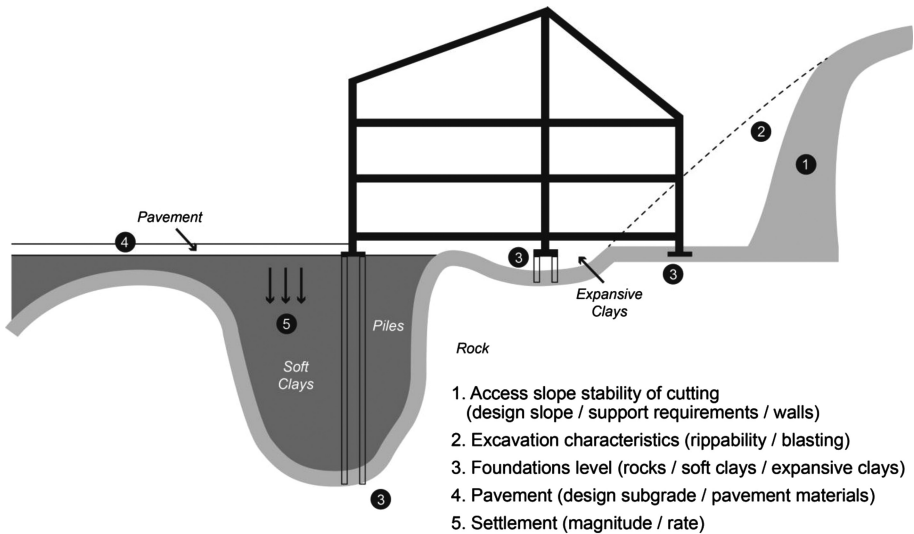 2
1
Pavement
4
3
3
Expansive
Clays
5
Piles
Soft
Clays
Rock
3
1. Access slope stability of cutting
(design slope / support requirements / walls)
2. Excavation characteristics (rippability / blasting)
3. Foundations level (rocks / soft clays / expansive clays)
4. Pavement (design subgrade / pavement materials)
5. Settlement (magnitude / rate)